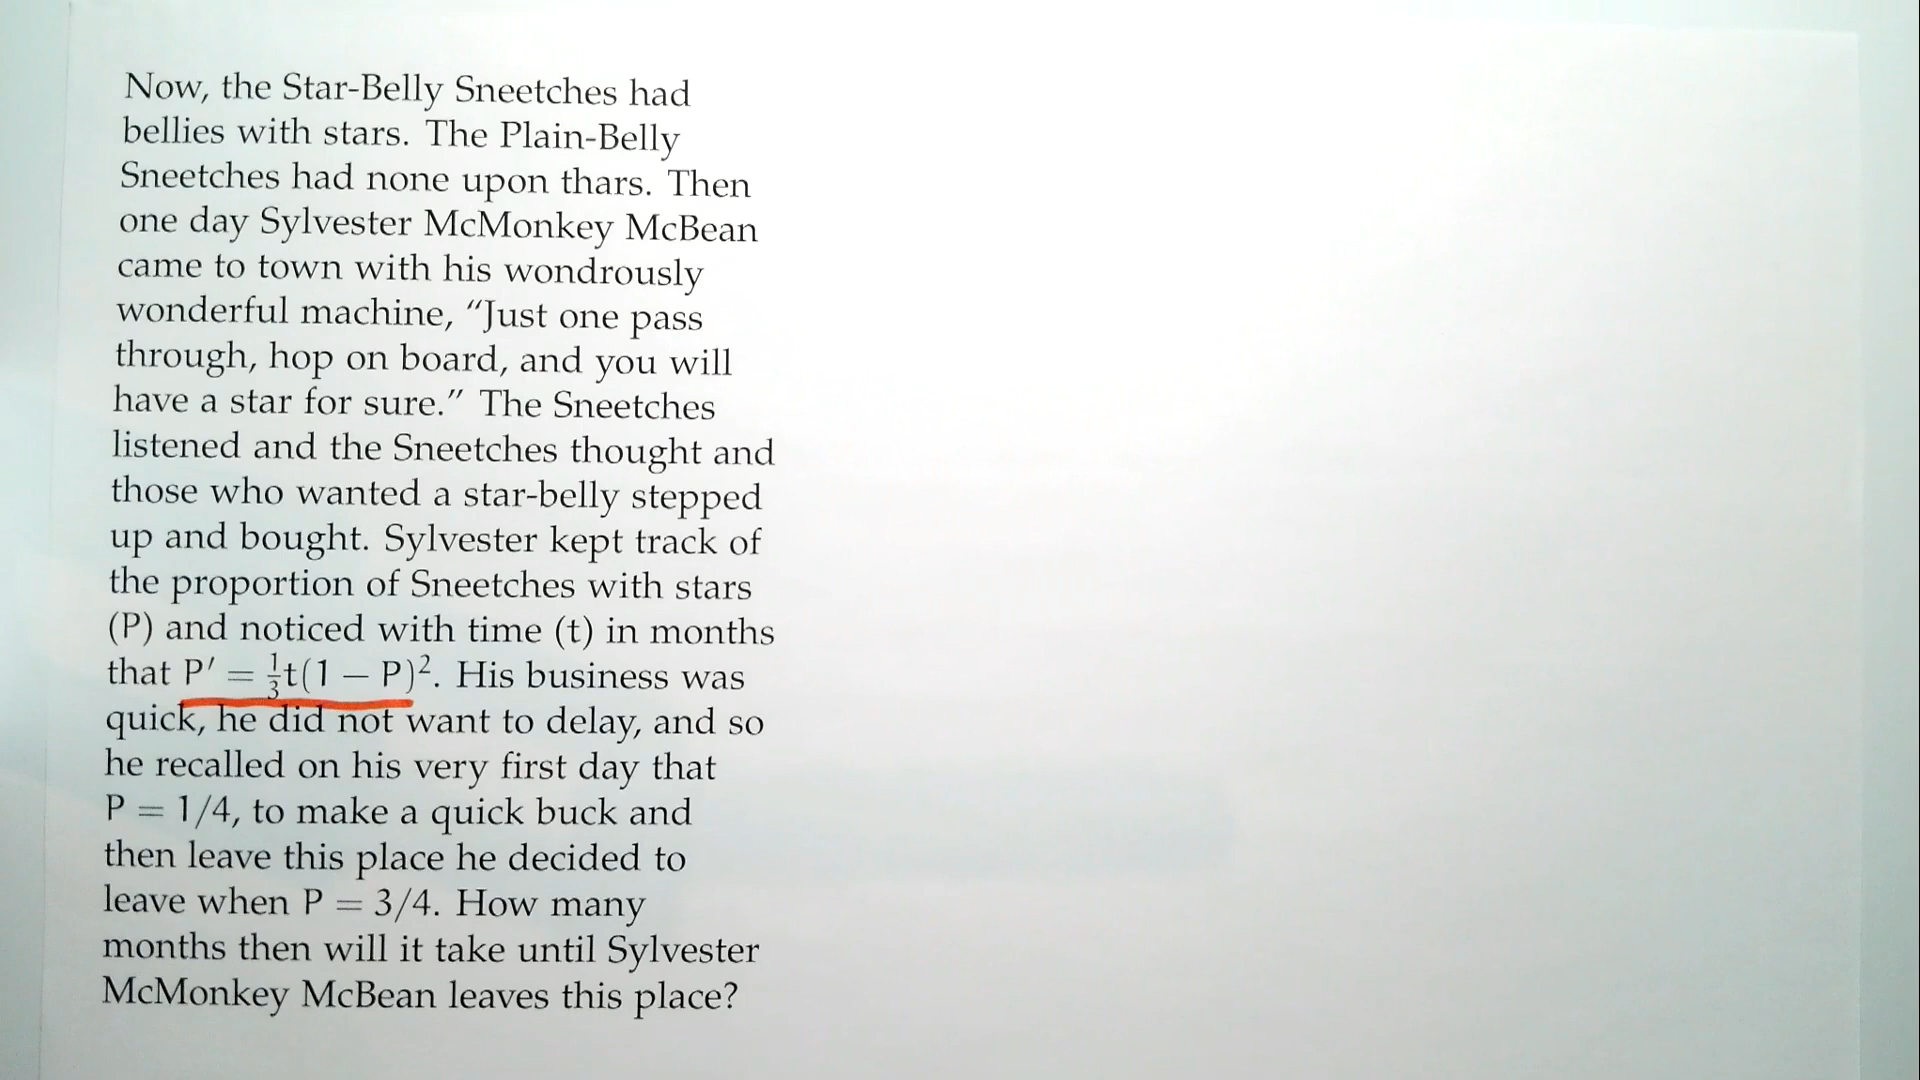 Now, the Star-Belly Sneetches had
bellies with stars. The Plain-Belly
Sneetches had none upon thars. Then
one day Sylvester McMonkey McBean
came to town with his wondrously
wonderful machine, “Just one pass
through, hop on board, and you will
have a star for sure.” The Sneetches
listened and the Sneetches thought and
those who wanted a star-belly stepped
up and bought. Sylvester kept track of
the proportion of Sneetches with stars
(P) and noticed with time (t) in months
that P′ = 1/3 t(1 − P)². His business was
quick, he did not want to delay, and so
he recalled on his very first day that
P = 1/4, to make a quick buck and
then leave this place he decided to
leave when P = 3/4. How many
months then will it take until Sylvester
McMonkey McBean leaves this place?